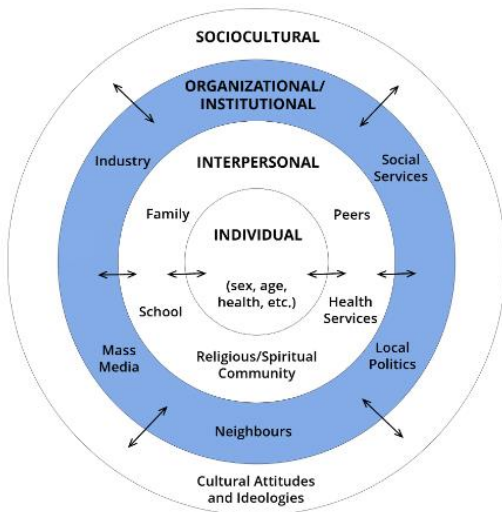 SOCIOCULTURAL
ORGANIZATIONAL/
INSTITUTIONAL
Industry
Social
Services
INTERPERSONAL
Family
Peers
INDIVIDUAL
(sex, age,
health, etc.)
School
Health
Services
Mass
Media
Religious/Spiritual
Community
Local
Politics
Neighbours
Cultural Attitudes
and Ideologies